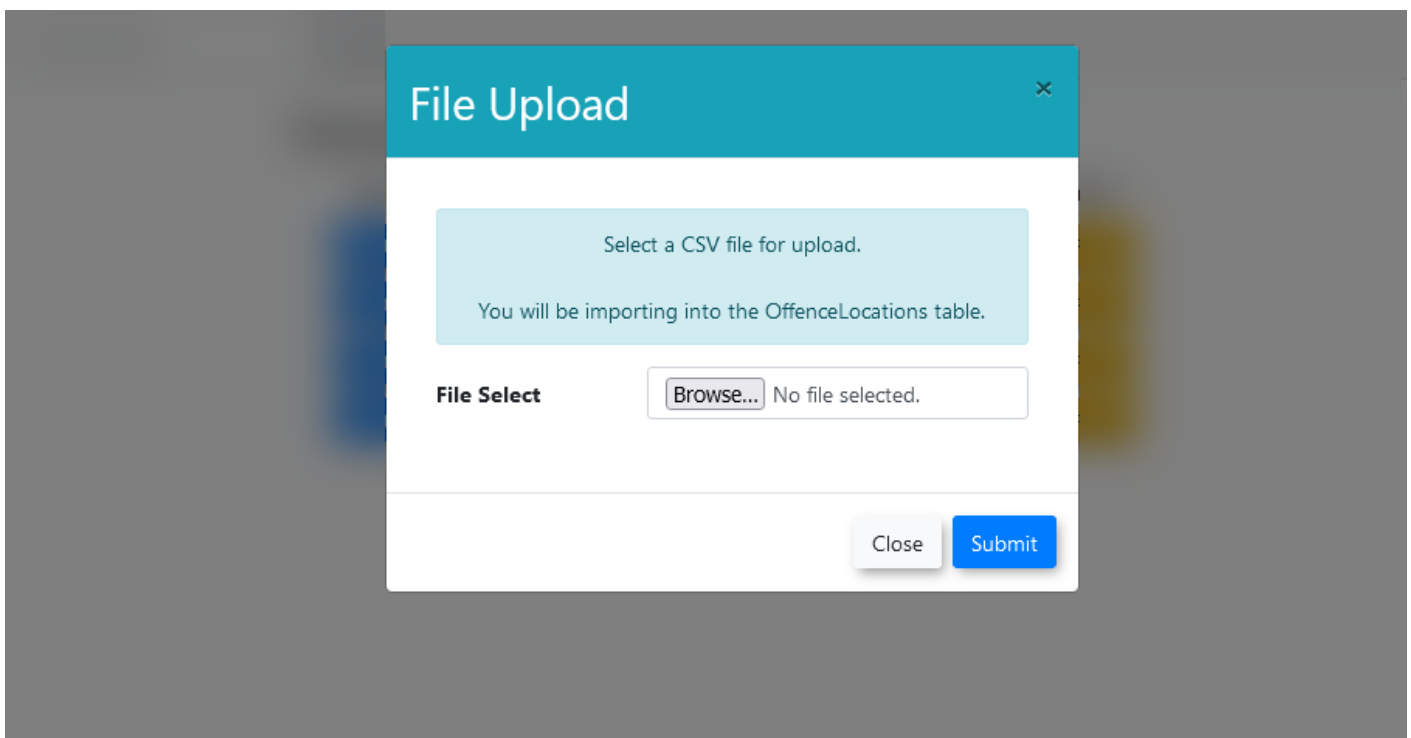 File Upload
×
Select a CSV file for upload.
You will be importing into the OffenceLocations table.
File Select
Browse... No file selected.
Close
Submit